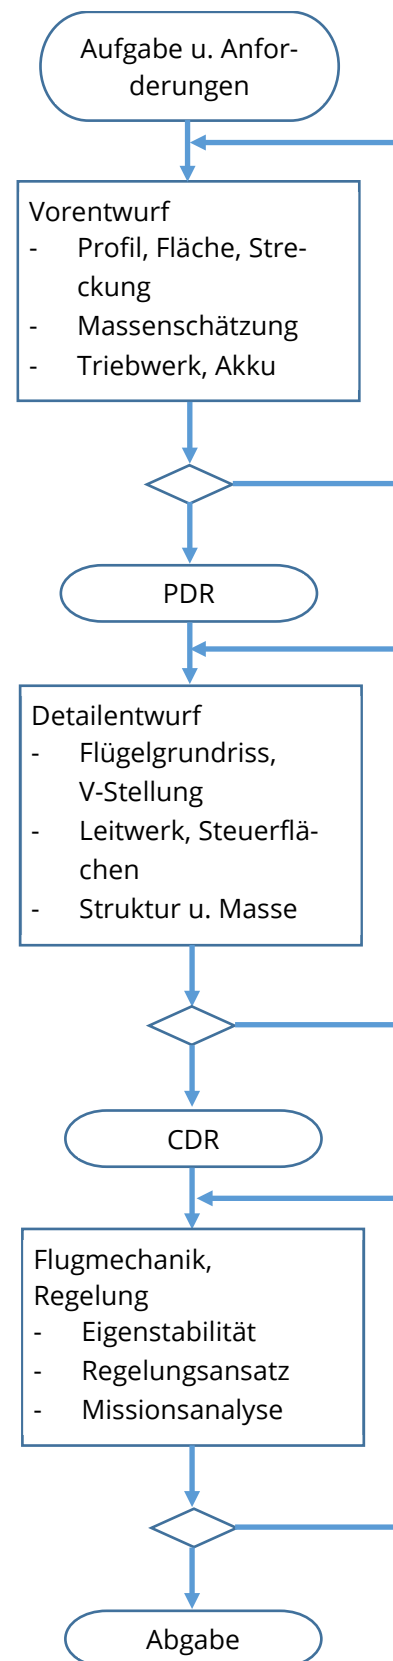 Aufgabe u. Anfor-
derungen
Vorentwurf
- Profil, Fläche, Stre-
ckung
- Massenschätzung
- Triebwerk, Akku
PDR
Detailentwurf
- Flügelgrundriss,
V-Stellung
- Leitwerk, Steuerflä-
chen
- Struktur u. Masse
CDR
Flugmechanik,
Regelung
- Eigenstabilität
- Regelungsansatz
- Missionsanalyse
Abgabe